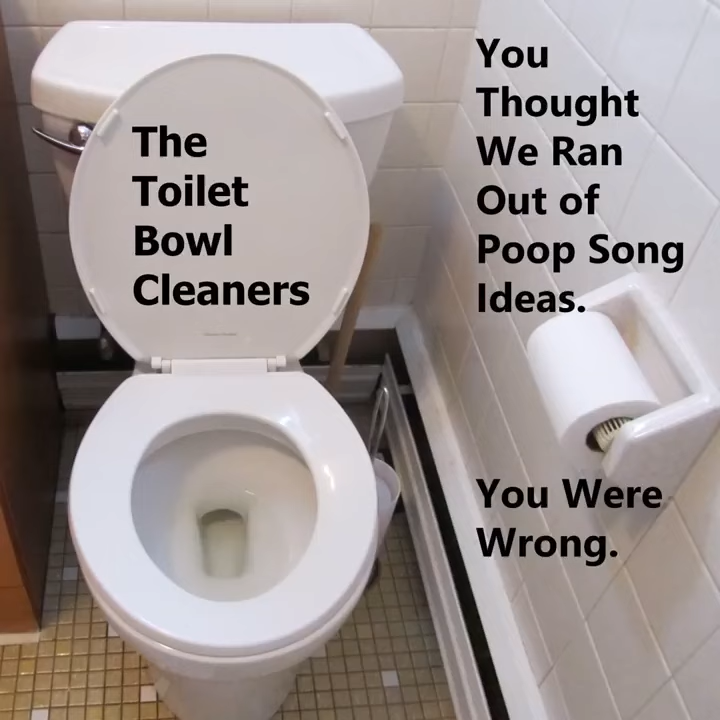 The
Toilet
Bowl
Cleaners
You
Thought
We Ran
Out of
Poop Song
Ideas.
You Were
Wrong.